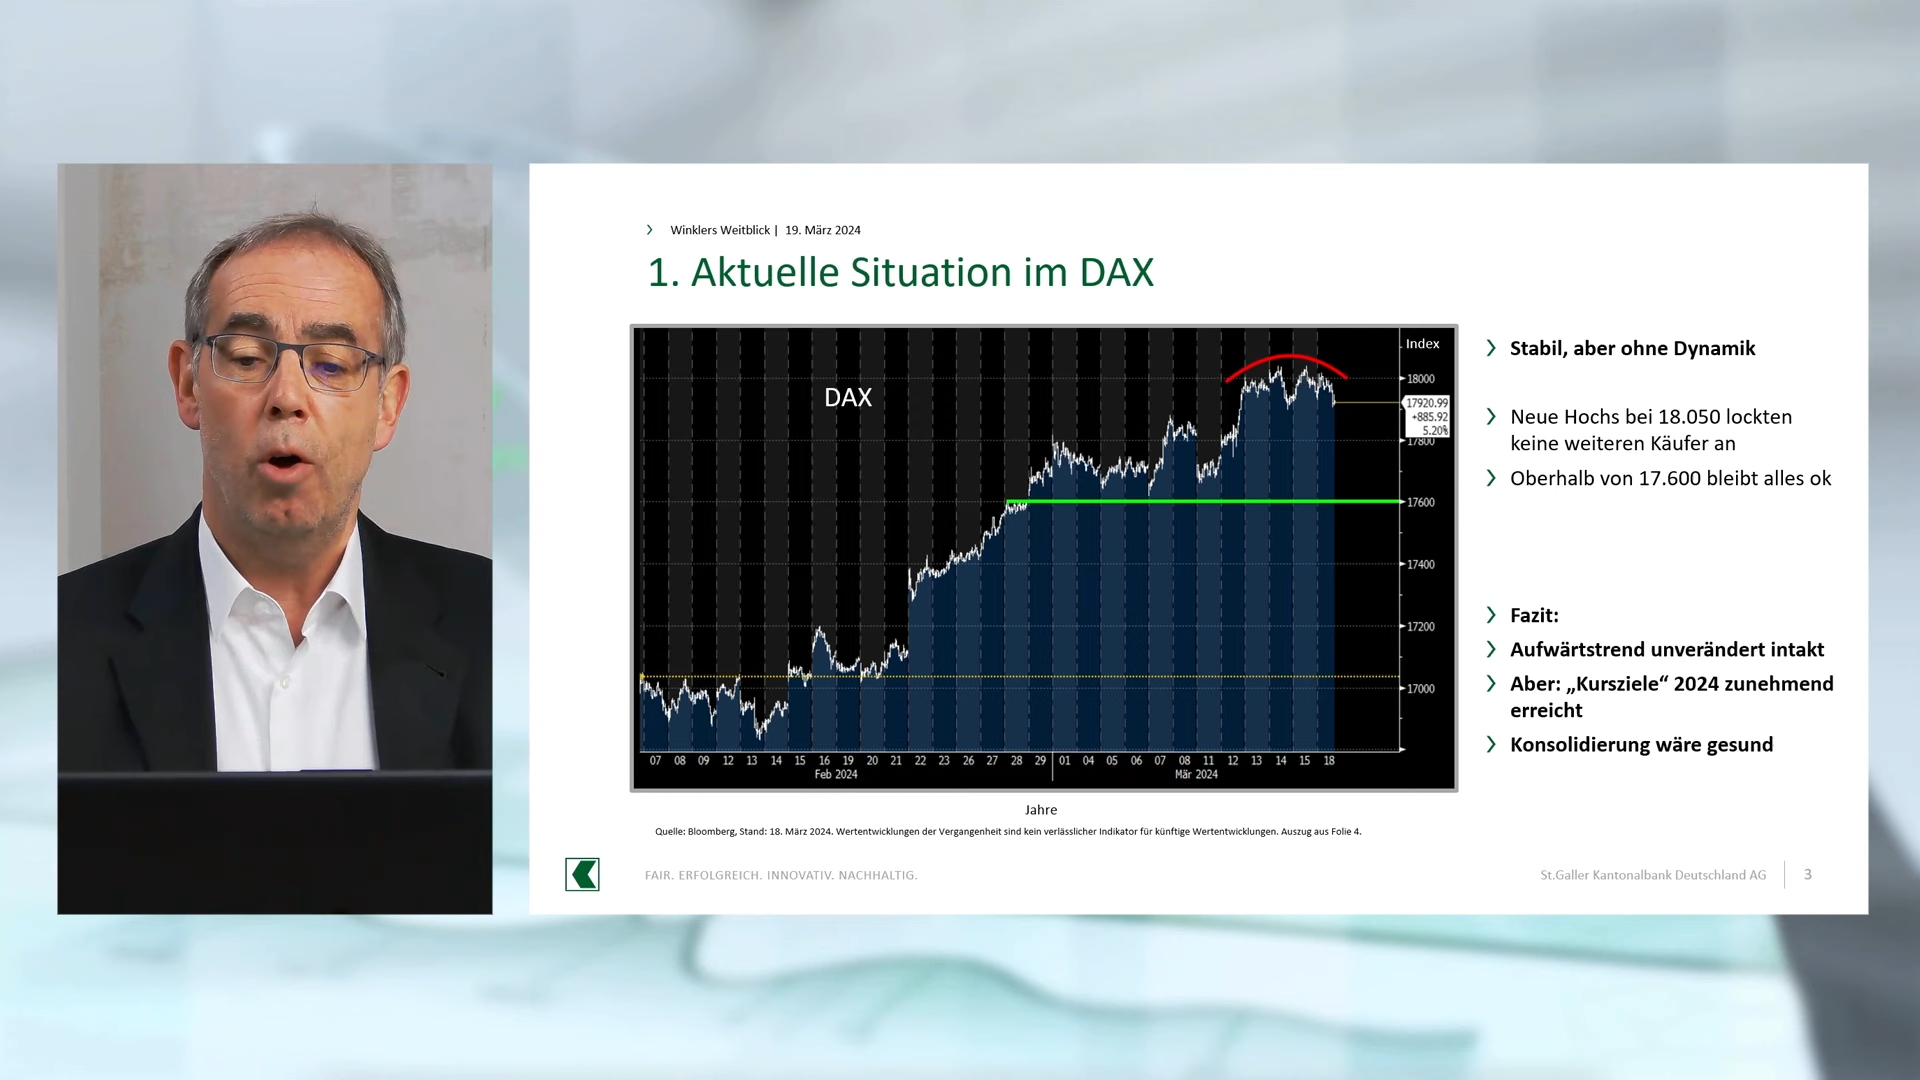 Winklers Weitblick | 19. März 2024
1. Aktuelle Situation im DAX
DAX
Index
18000
17920.99
+885.92
5.20%
17800
17600
17400
17200
17000
07 08 09 12 13 14 15 16 19 20 21 22 23 26 27 28 29 01 04 05 06 07 08 11 12 13 14 15 18
Feb 2024 Mär 2024
Jahre
Quelle: Bloomberg, Stand: 18. März 2024. Wertentwicklungen der Vergangenheit sind kein verlässlicher Indikator für künftige Wertentwicklungen. Auszug aus Folie 4.
Stabil, aber ohne Dynamik
Neue Hochs bei 18.050 lockten
keine weiteren Käufer an
Oberhalb von 17.600 bleibt alles ok
Fazit:
Aufwärtstrend unverändert intakt
Aber: „Kursziele“ 2024 zunehmend
erreicht
Konsolidierung wäre gesund
FAIR. ERFOLGREICH. INNOVATIV. NACHHALTIG.
St.Galler Kantonalbank Deutschland AG 3